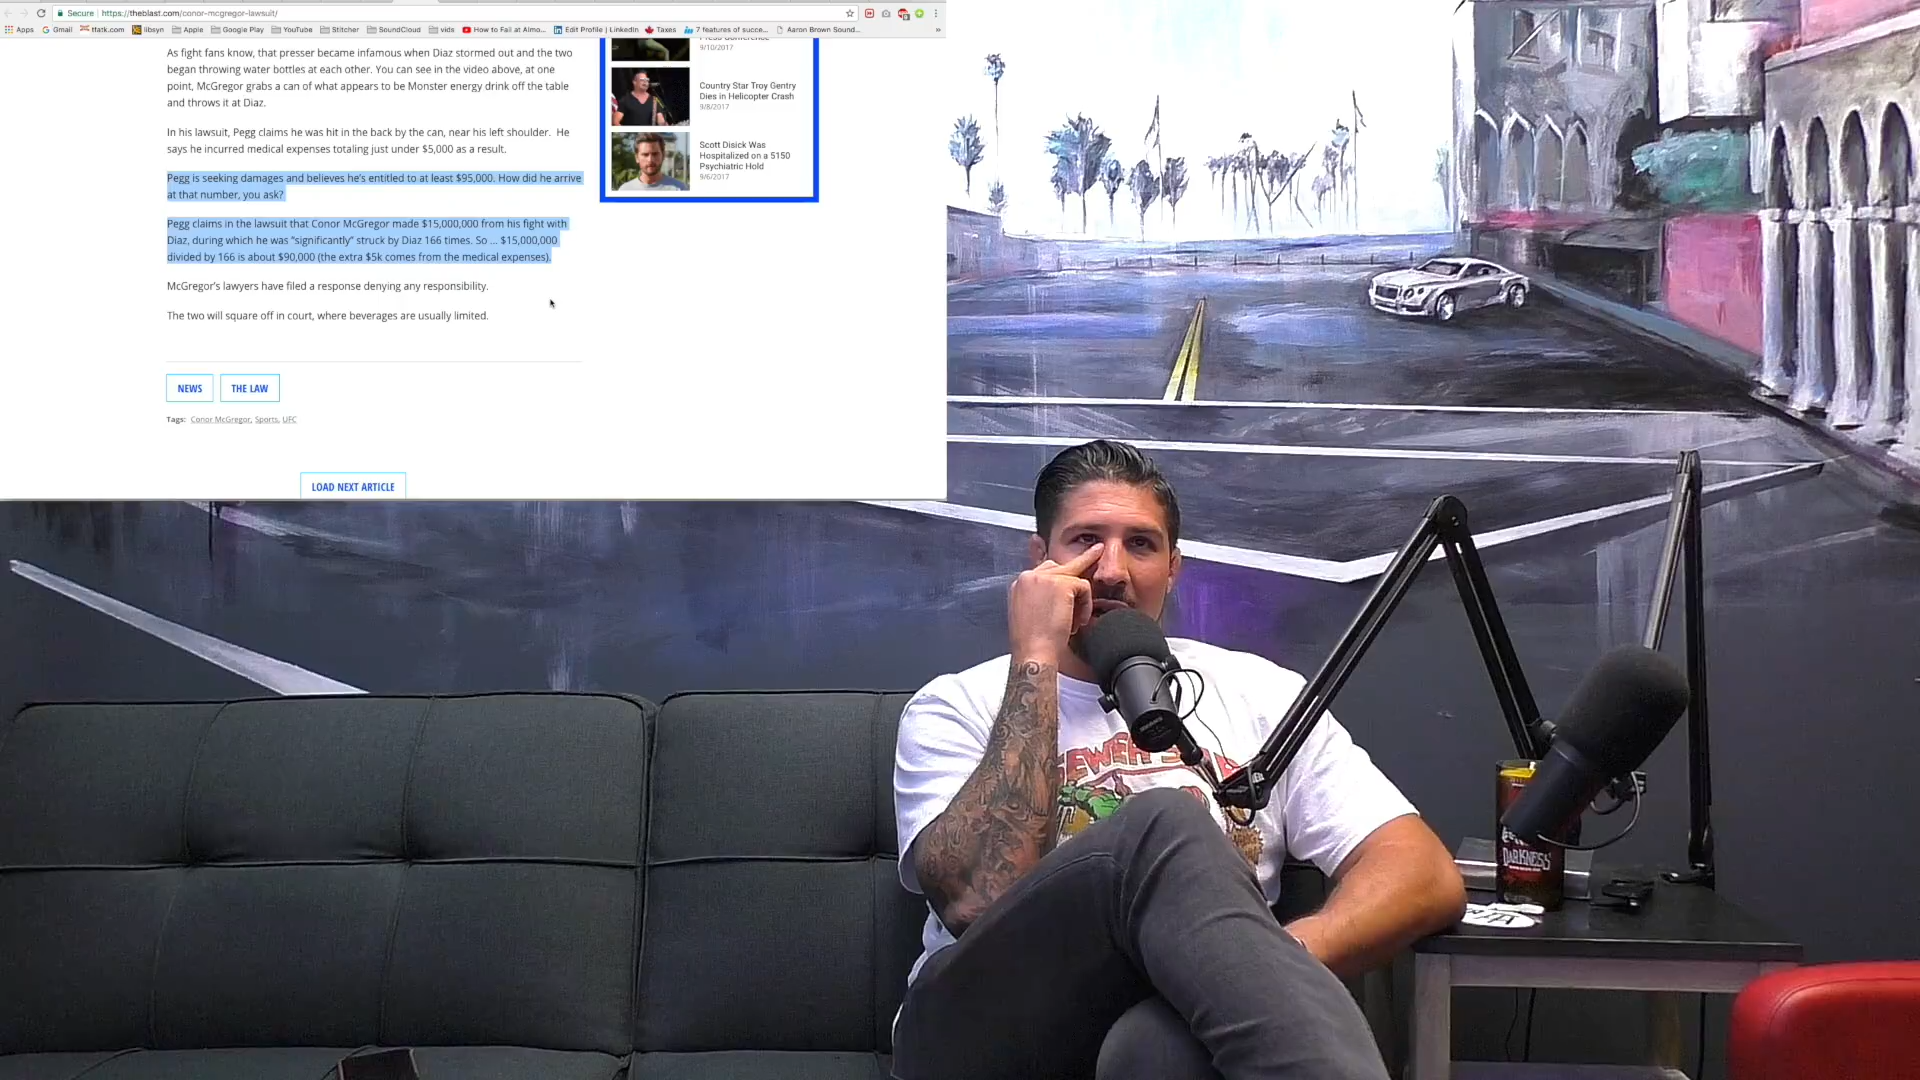 Secure | https://theblast.com/conor-mcgregor-lawsuit/
Apps Gmail tfatk.com libsyn Apple Google Play YouTube Stitcher SoundCloud vids How to Fail at Almo... Edit Profile | LinkedIn Taxes 7 features of succe... Aaron Brown Sound... »
As fight fans know, that presser became infamous when Diaz stormed out and the two
began throwing water bottles at each other. You can see in the video above, at one
point, McGregor grabs a can of what appears to be Monster energy drink off the table
and throws it at Diaz.
In his lawsuit, Pegg claims he was hit in the back by the can, near his left shoulder. He
says he incurred medical expenses totaling just under $5,000 as a result.
Pegg is seeking damages and believes he's entitled to at least $95,000. How did he arrive
at that number, you ask?
Pegg claims in the lawsuit that Conor McGregor made $15,000,000 from his fight with
Diaz, during which he was "significantly" struck by Diaz 166 times. So ... $15,000,000
divided by 166 is about $90,000 (the extra $5k comes from the medical expenses).
McGregor's lawyers have filed a response denying any responsibility.
The two will square off in court, where beverages are usually limited.
NEWS
THE LAW
Tags: Conor McGregor, Sports, UFC
LOAD NEXT ARTICLE
9/10/2017
Country Star Troy Gentry
Dies in Helicopter Crash
9/8/2017
Scott Disick Was
Hospitalized on a 5150
Psychiatric Hold
9/6/2017
SEWER
DARKNESS